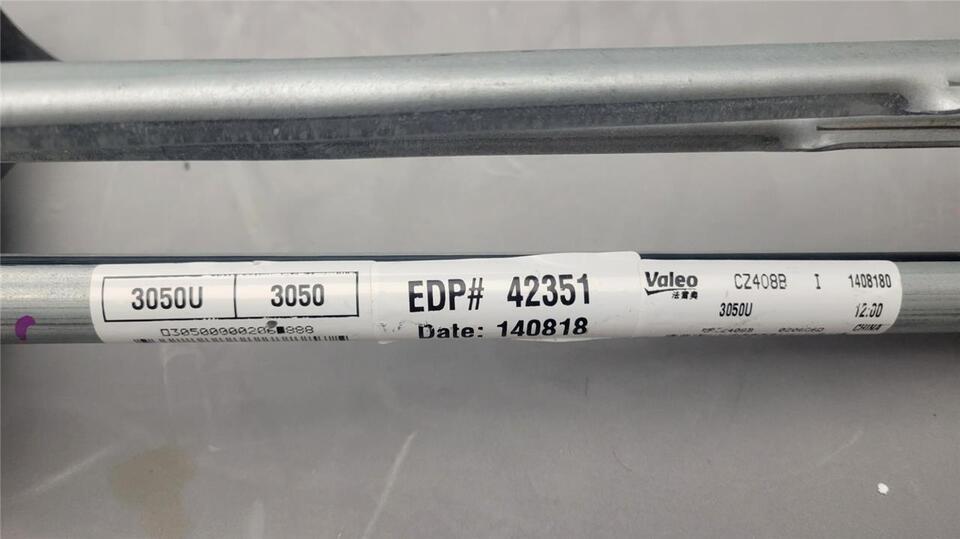 3050U 3050
EDP# 42351
Date: 140818
Valeo
法雷奥
CZ408B I 1408180
3050U 12:00
CHINA